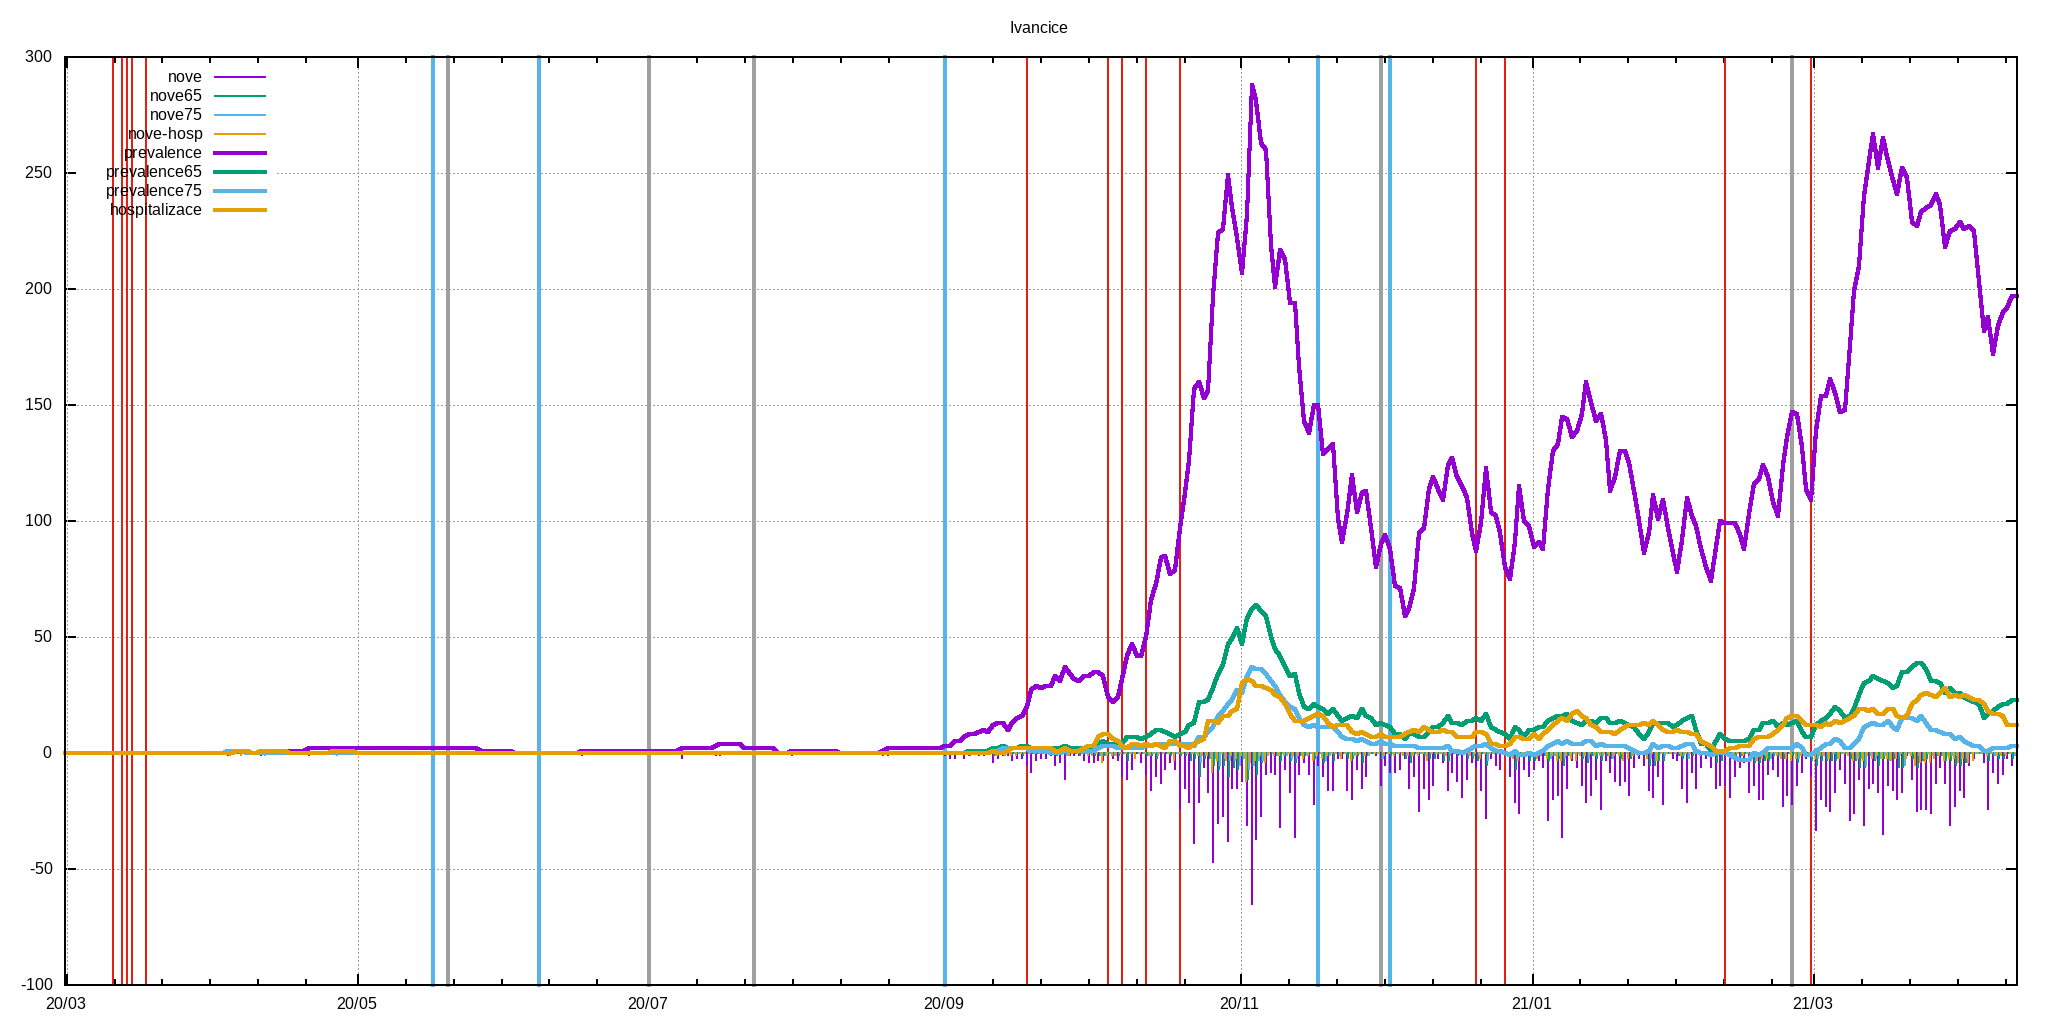 Ivancice
300
250
200
150
100
50
0
-50
-100
nove
nove65
nove75
nove-hosp
prevalence
prevalence65
prevalence75
hospitalizace
20/03 20/05 20/07 20/09 20/11 21/01 21/03